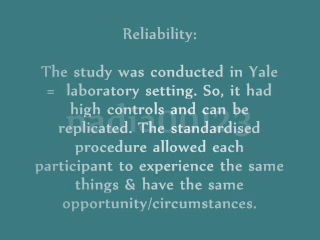 Reliability:
The study was conducted in Yale
= laboratory setting. So, it had
high controls and can be
replicated. The standardised
procedure allowed each
participant to experience the same
things & have the same
opportunity/circumstances.